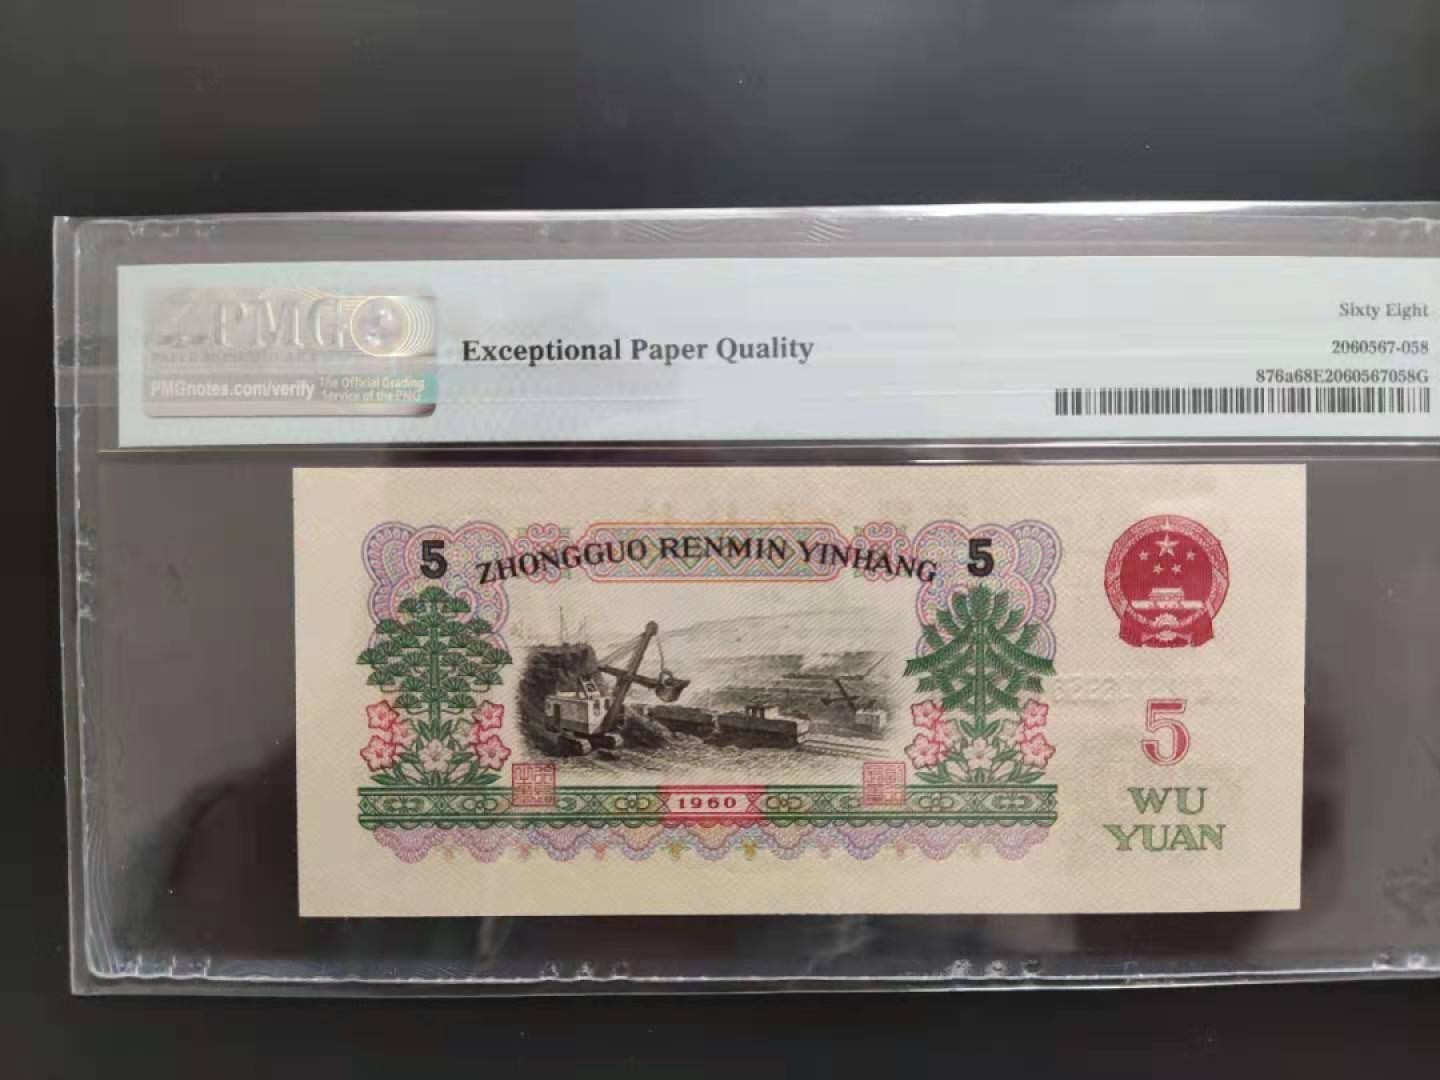 PMG
PMGnotes.com/verify
The Official Grading
Service of the PNG
Exceptional Paper Quality
Sixty Eight
2060567-058
876a68E2060567058G
5 ZHONGGUO RENMIN YINHANG 5
5
1960
WU
YUAN